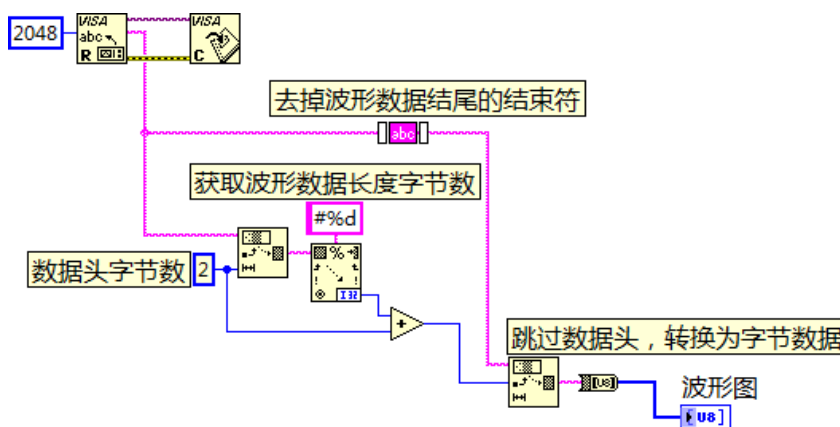 VISA
abc
R
VISA
C
2048
去掉波形数据结尾的结束符
abc
获取波形数据长度字节数
#%d
%
I32
数据头字节数
2
+
跳过数据头，转换为字节数据
[U8]
波形图
U8